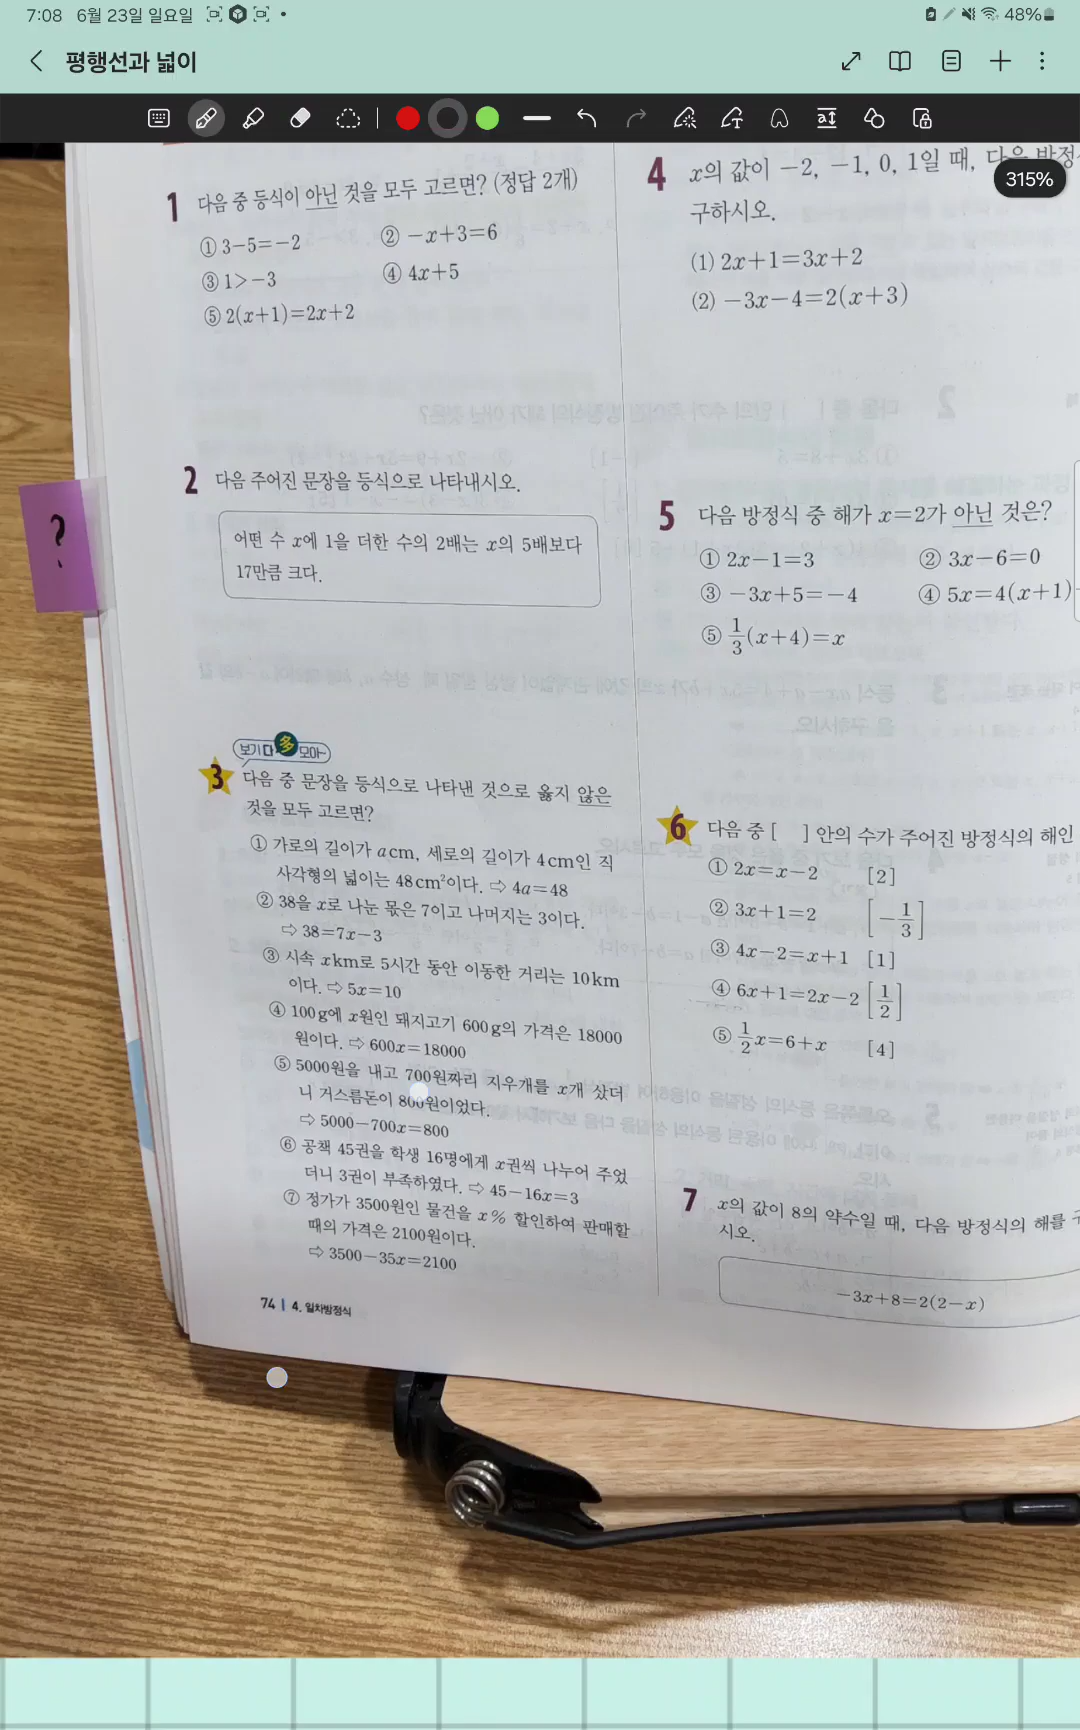 7:08 6월 23일 일요일
48%
평행선과 넓이
315%
1 다음 중 등식이 아닌 것을 모두 고르면? (정답 2개)
① 3-5=-2 ② -x+3=6
③ 1>-3 ④ 4x+5
⑤ 2(x+1)=2x+2
2 다음 주어진 문장을 등식으로 나타내시오.
어떤 수 x에 1을 더한 수의 2배는 x의 5배보다
17만큼 크다.
?
보기 다 多 모아~
3 다음 중 문장을 등식으로 나타낸 것으로 옳지 않은
것을 모두 고르면?
① 가로의 길이가 a cm, 세로의 길이가 4 cm인 직
사각형의 넓이는 48 cm²이다. ⇨ 4a=48
② 38을 x로 나눈 몫은 7이고 나머지는 3이다.
⇨ 38=7x-3
③ 시속 x km로 5시간 동안 이동한 거리는 10 km
이다. ⇨ 5x=10
④ 100 g에 x원인 돼지고기 600 g의 가격은 18000
원이다. ⇨ 600x=18000
⑤ 5000원을 내고 700원짜리 지우개를 x개 샀더
니 거스름돈이 800원이었다.
⇨ 5000-700x=800
⑥ 공책 45권을 학생 16명에게 x권씩 나누어 주었
더니 3권이 부족하였다. ⇨ 45-16x=3
⑦ 정가가 3500원인 물건을 x% 할인하여 판매할
때의 가격은 2100원이다.
⇨ 3500-35x=2100
74 | 4. 일차방정식
4 x의 값이 -2, -1, 0, 1일 때, 다음 방정식
구하시오.
(1) 2x+1=3x+2
(2) -3x-4=2(x+3)
5 다음 방정식 중 해가 x=2가 아닌 것은?
① 2x-1=3 ② 3x-6=0
③ -3x+5=-4 ④ 5x=4(x+1)
⑤ 1/3(x+4)=x
6 다음 중 [ ] 안의 수가 주어진 방정식의 해인
① 2x=x-2 [2]
② 3x+1=2 [-1/3]
③ 4x-2=x+1 [1]
④ 6x+1=2x-2 [1/2]
⑤ 1/2x=6+x [4]
7 x의 값이 8의 약수일 때, 다음 방정식의 해를
시오.
-3x+8=2(2-x)